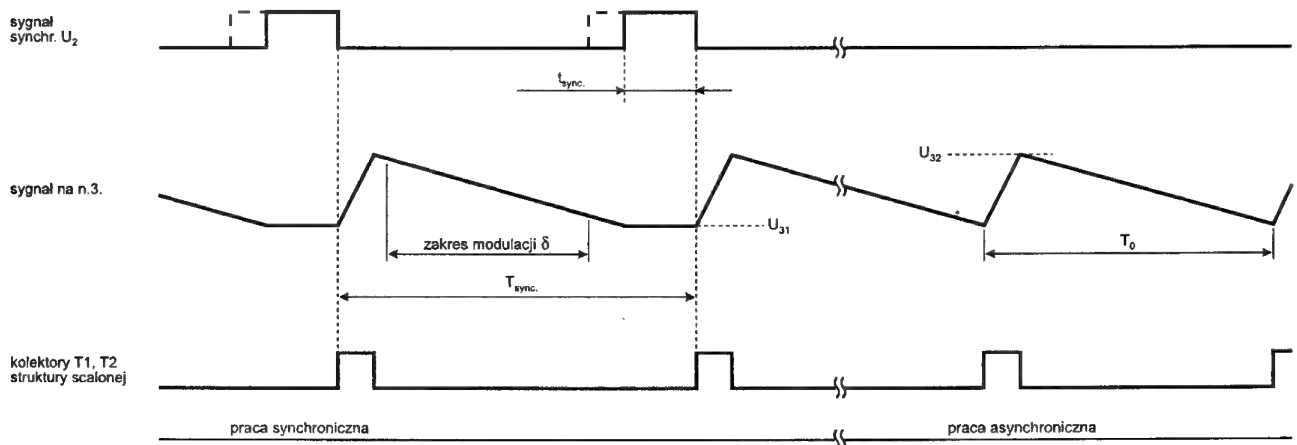 sygnał
synchr. U2
tsync.
U32
sygnał na n.3.
U31
zakres modulacji δ
T0
Tsync.
kolektory T1, T2
struktury scalonej
praca synchroniczna
praca asynchroniczna